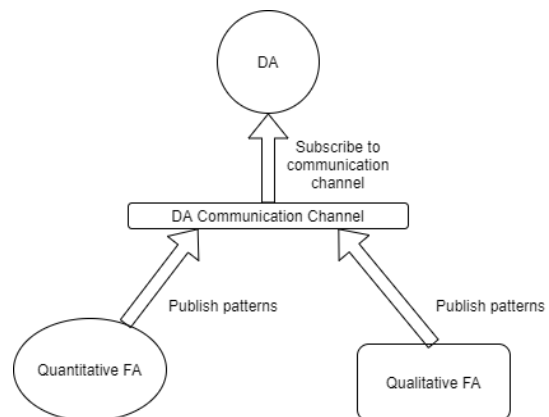 DA
Subscribe to
communication
channel
DA Communication Channel
Publish patterns
Publish patterns
Quantitative FA
Qualitative FA